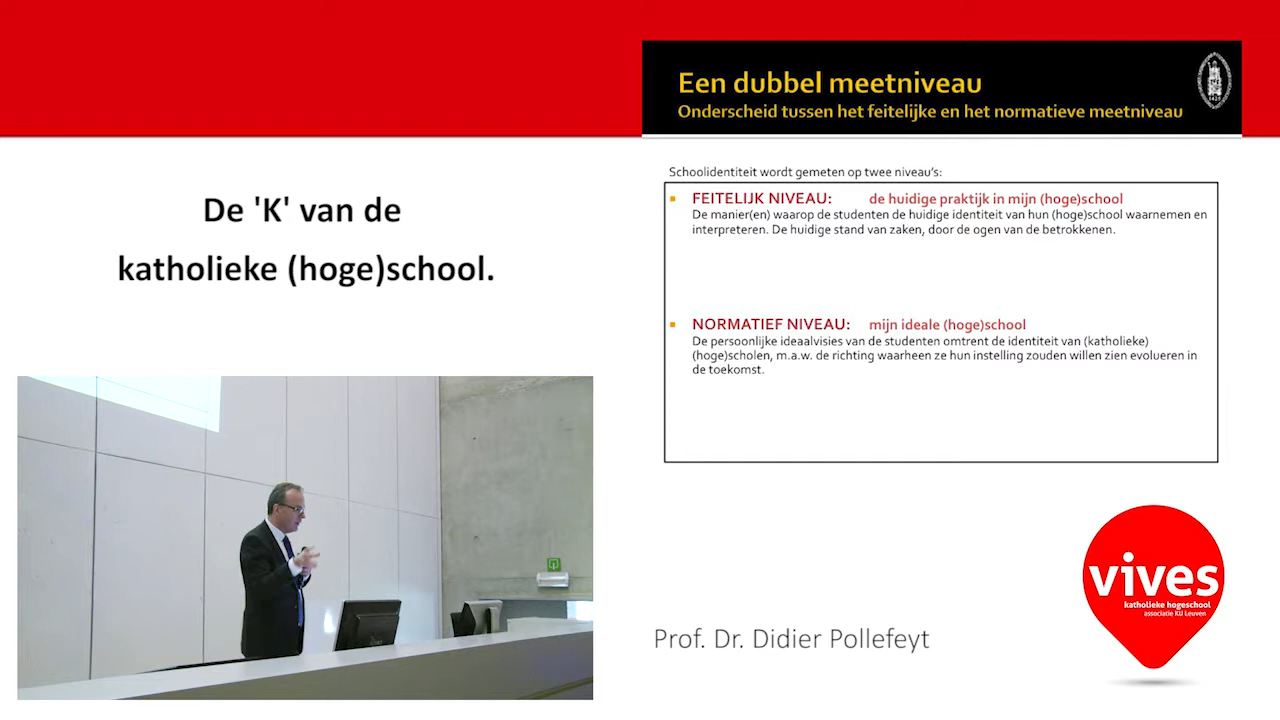 De 'K' van de
katholieke (hoge)school.
Een dubbel meetniveau
Onderscheid tussen het feitelijke en het normatieve meetniveau
Schoolidentiteit wordt gemeten op twee niveau's:
FEITELIJK NIVEAU: de huidige praktijk in mijn (hoge)school
De manier(en) waarop de studenten de huidige identiteit van hun (hoge)school waarnemen en
interpreteren. De huidige stand van zaken, door de ogen van de betrokkenen.
NORMATIEF NIVEAU: mijn ideale (hoge)school
De persoonlijke ideaalvisies van de studenten omtrent de identiteit van (katholieke)
(hoge)scholen, m.a.w. de richting waarheen ze hun instelling zouden willen zien evolueren in
de toekomst.
Prof. Dr. Didier Pollefeyt
vives
katholieke hogeschool
associatie KU Leuven
1425